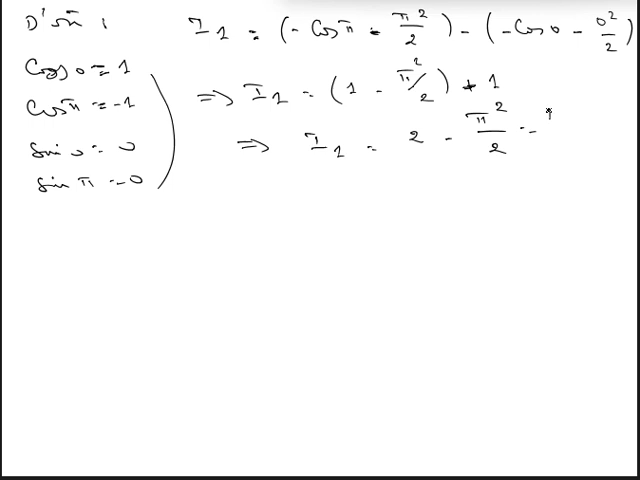 D'où :
I1 = (- Cos π - π²/2) - (- Cos 0 - 0²/2)
Cos 0 = 1
=> I1 = (1 - π²/2) + 1
Cos π = -1
=> I1 = 2 - π²/2 =
Sin 0 = 0
Sin π = 0